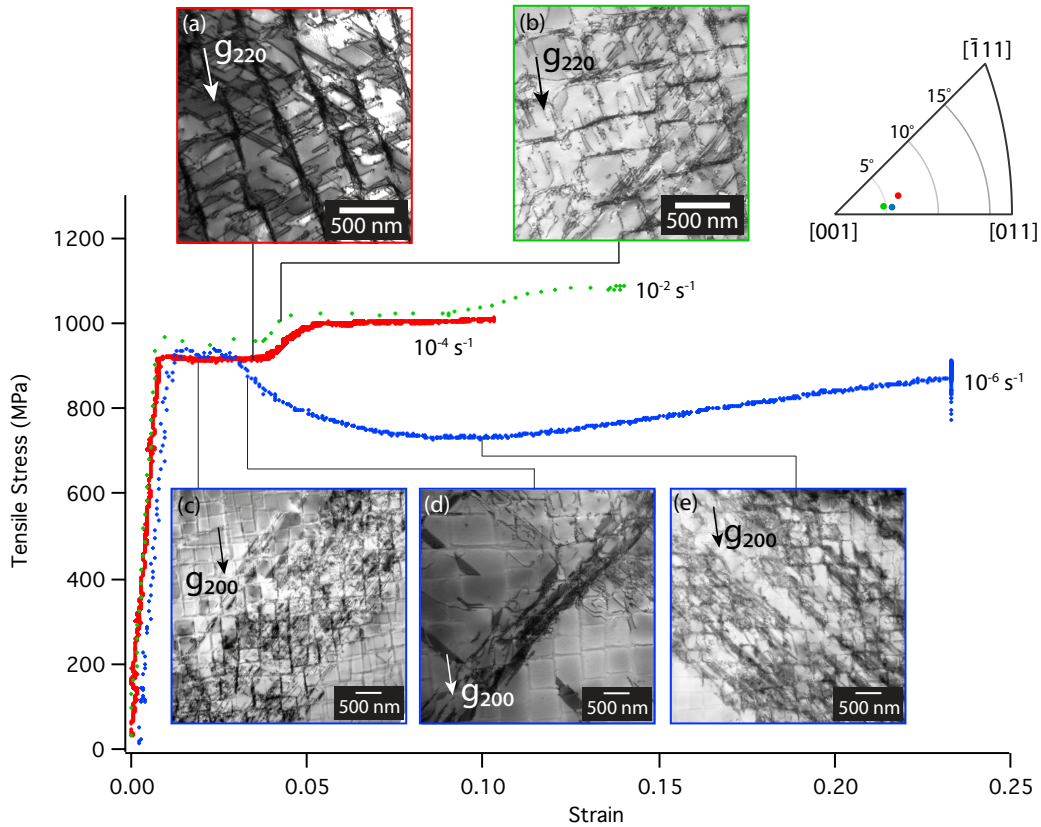 (a)
g220
500 nm
(b)
g220
500 nm
[1̄11]
15°
10°
5°
[001]
[011]
1200
1000
800
600
400
200
0
Tensile Stress (MPa)
10-2 s-1
10-4 s-1
10-6 s-1
(c)
g200
500 nm
(d)
g200
500 nm
(e)
g200
500 nm
0.00
0.05
0.10
0.15
0.20
0.25
Strain